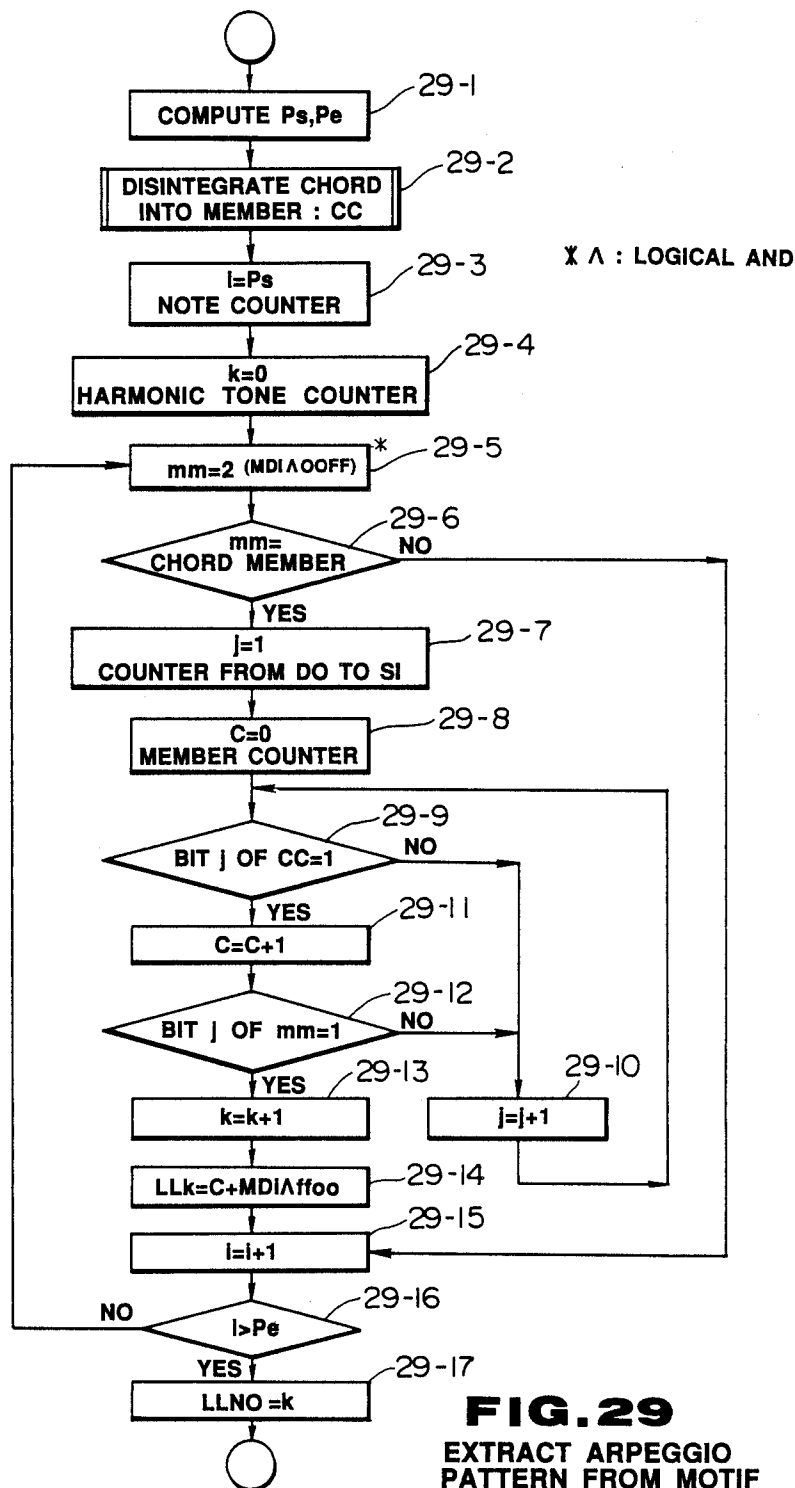 29-1
COMPUTE Ps,Pe
29-2
DISINTEGRATE CHORD
INTO MEMBER : CC
* Λ : LOGICAL AND
29-3
i=Ps
NOTE COUNTER
29-4
k=0
HARMONIC TONE COUNTER
*
29-5
mm=2 (MDIΛOOFF)
29-6
mm=
CHORD MEMBER
NO
YES
29-7
j=1
COUNTER FROM DO TO SI
29-8
C=0
MEMBER COUNTER
29-9
BIT j OF CC=1
NO
YES
29-11
C=C+1
29-12
BIT j OF mm=1
NO
YES
29-13
k=k+1
29-10
j=j+1
29-14
LLk=C+MDiΛffoo
29-15
i=i+1
29-16
i>Pe
NO
YES
29-17
LLNO=k
FIG.29
EXTRACT ARPEGGIO
PATTERN FROM MOTIF